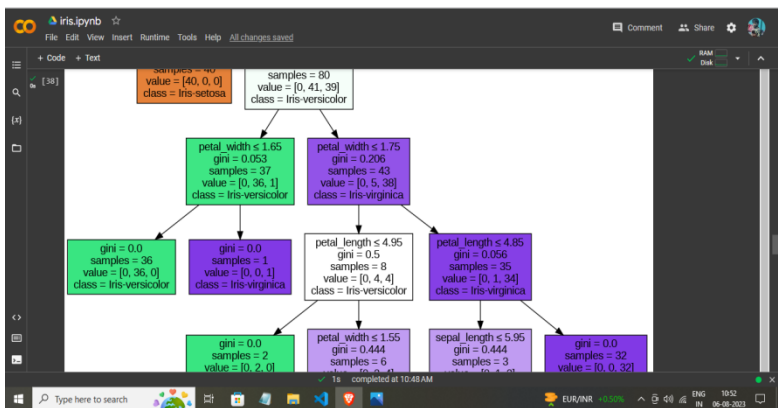 iris.ipynb
File Edit View Insert Runtime Tools Help All changes saved
Comment Share
+ Code + Text
RAM
Disk
[38]
0s
{x}
samples = 40
value = [40, 0, 0]
class = Iris-setosa
samples = 80
value = [0, 41, 39]
class = Iris-versicolor
petal_width ≤ 1.65
gini = 0.053
samples = 37
value = [0, 36, 1]
class = Iris-versicolor
petal_width ≤ 1.75
gini = 0.206
samples = 43
value = [0, 5, 38]
class = Iris-virginica
gini = 0.0
samples = 36
value = [0, 36, 0]
class = Iris-versicolor
gini = 0.0
samples = 1
value = [0, 0, 1]
class = Iris-virginica
petal_length ≤ 4.95
gini = 0.5
samples = 8
value = [0, 4, 4]
class = Iris-versicolor
petal_length ≤ 4.85
gini = 0.056
samples = 35
value = [0, 1, 34]
class = Iris-virginica
gini = 0.0
samples = 2
value = [0, 2, 0]
petal_width ≤ 1.55
gini = 0.444
samples = 6
sepal_length ≤ 5.95
gini = 0.444
samples = 3
gini = 0.0
samples = 32
value = [0, 0, 32]
1s completed at 10:48 AM
Type here to search
EUR/INR +0.50%
ENG
IN
10:52
06-08-2023